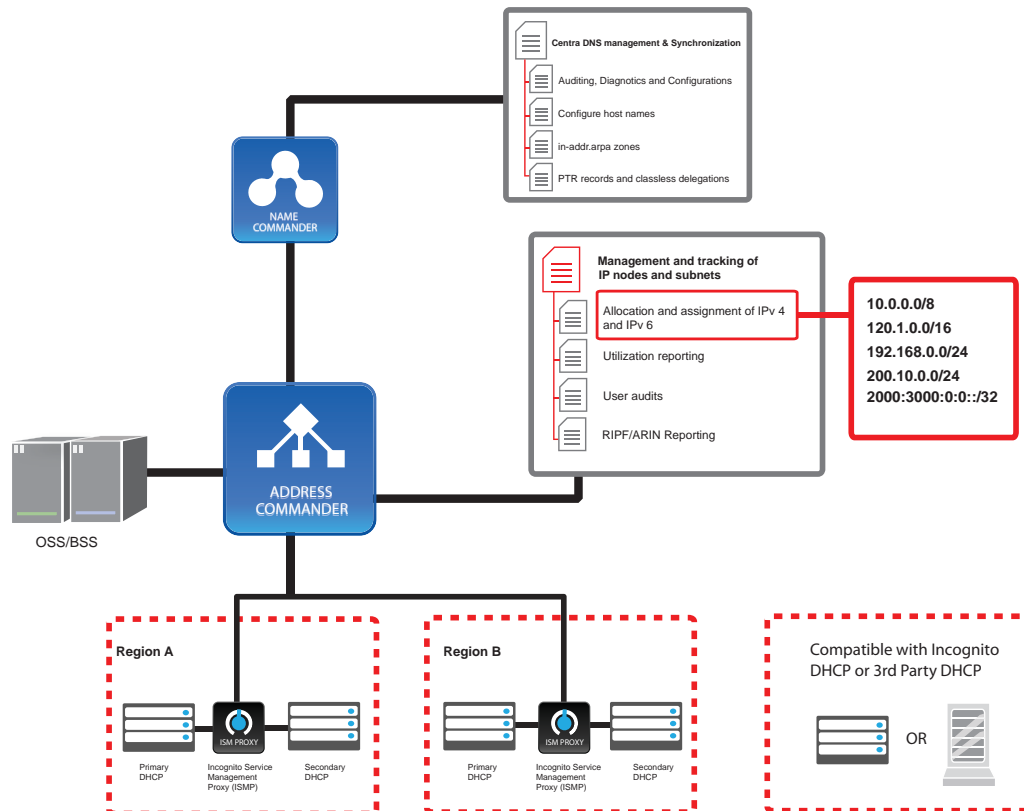 Centra DNS management & Synchronization
Auditing, Diagnostics and Configurations
Configure host names
in-addr.arpa zones
PTR records and classless delegations
NAME
COMMANDER
Management and tracking of
IP nodes and subnets
Allocation and assignment of IPv 4
and IPv 6
Utilization reporting
User audits
RIPF/ARIN Reporting
10.0.0.0/8
120.1.0.0/16
192.168.0.0/24
200.10.0.0/24
2000:3000:0:0::/32
ADDRESS
COMMANDER
OSS/BSS
Region A
ISM PROXY
Primary
DHCP
Incognito Service
Management
Proxy (ISMP)
Secondary
DHCP
Region B
ISM PROXY
Primary
DHCP
Incognito Service
Management
Proxy (ISMP)
Secondary
DHCP
Compatible with Incognito
DHCP or 3rd Party DHCP
OR